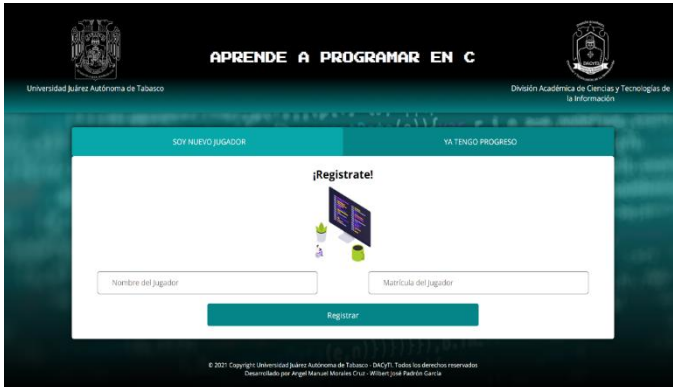 APRENDE A PROGRAMAR EN C
Universidad Juárez Autónoma de Tabasco
División Académica de Ciencias y Tecnologías de
la Información
SOY NUEVO JUGADOR
YA TENGO PROGRESO
¡Registrate!
Nombre del Jugador
Matrícula del Jugador
Registrar
© 2021 Copyright Universidad Juárez Autónoma de Tabasco - DACyTI. Todos los derechos reservados
Desarrollado por Angel Manuel Morales Cruz - Wilbert José Padrón García